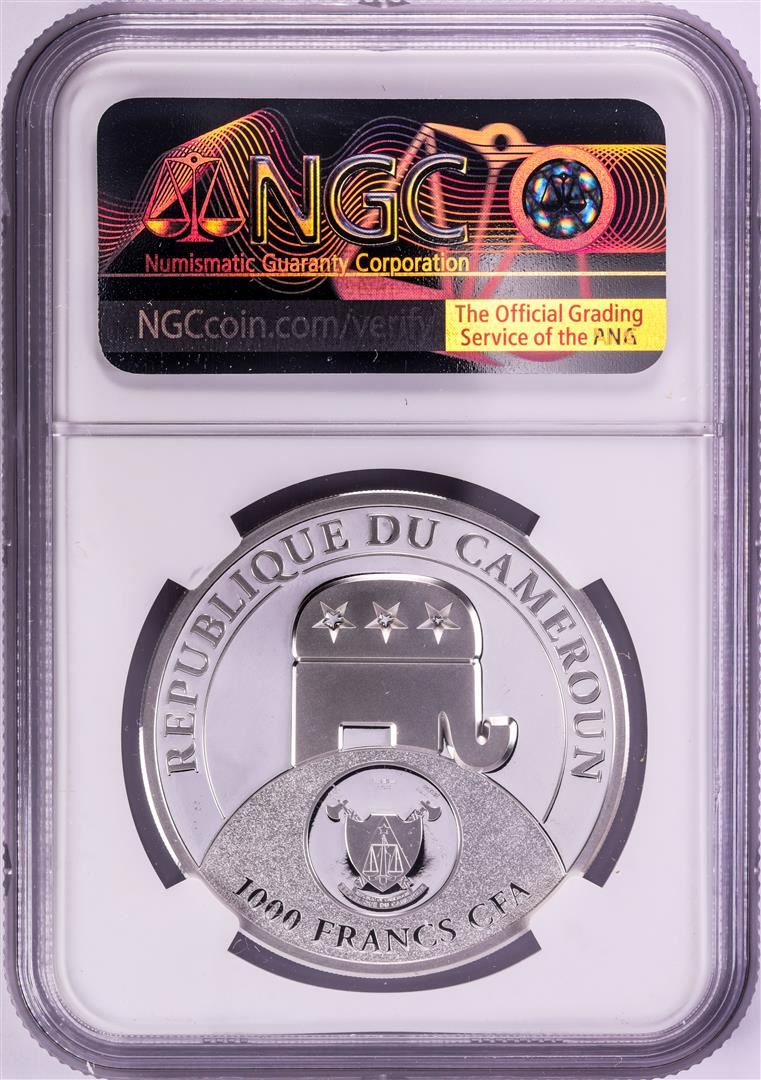 NGC
Numismatic Guaranty Corporation
NGCcoin.com/verify
The Official Grading
Service of the ANG
REPUBLIQUE DU CAMEROUN
1000 FRANCS CFA